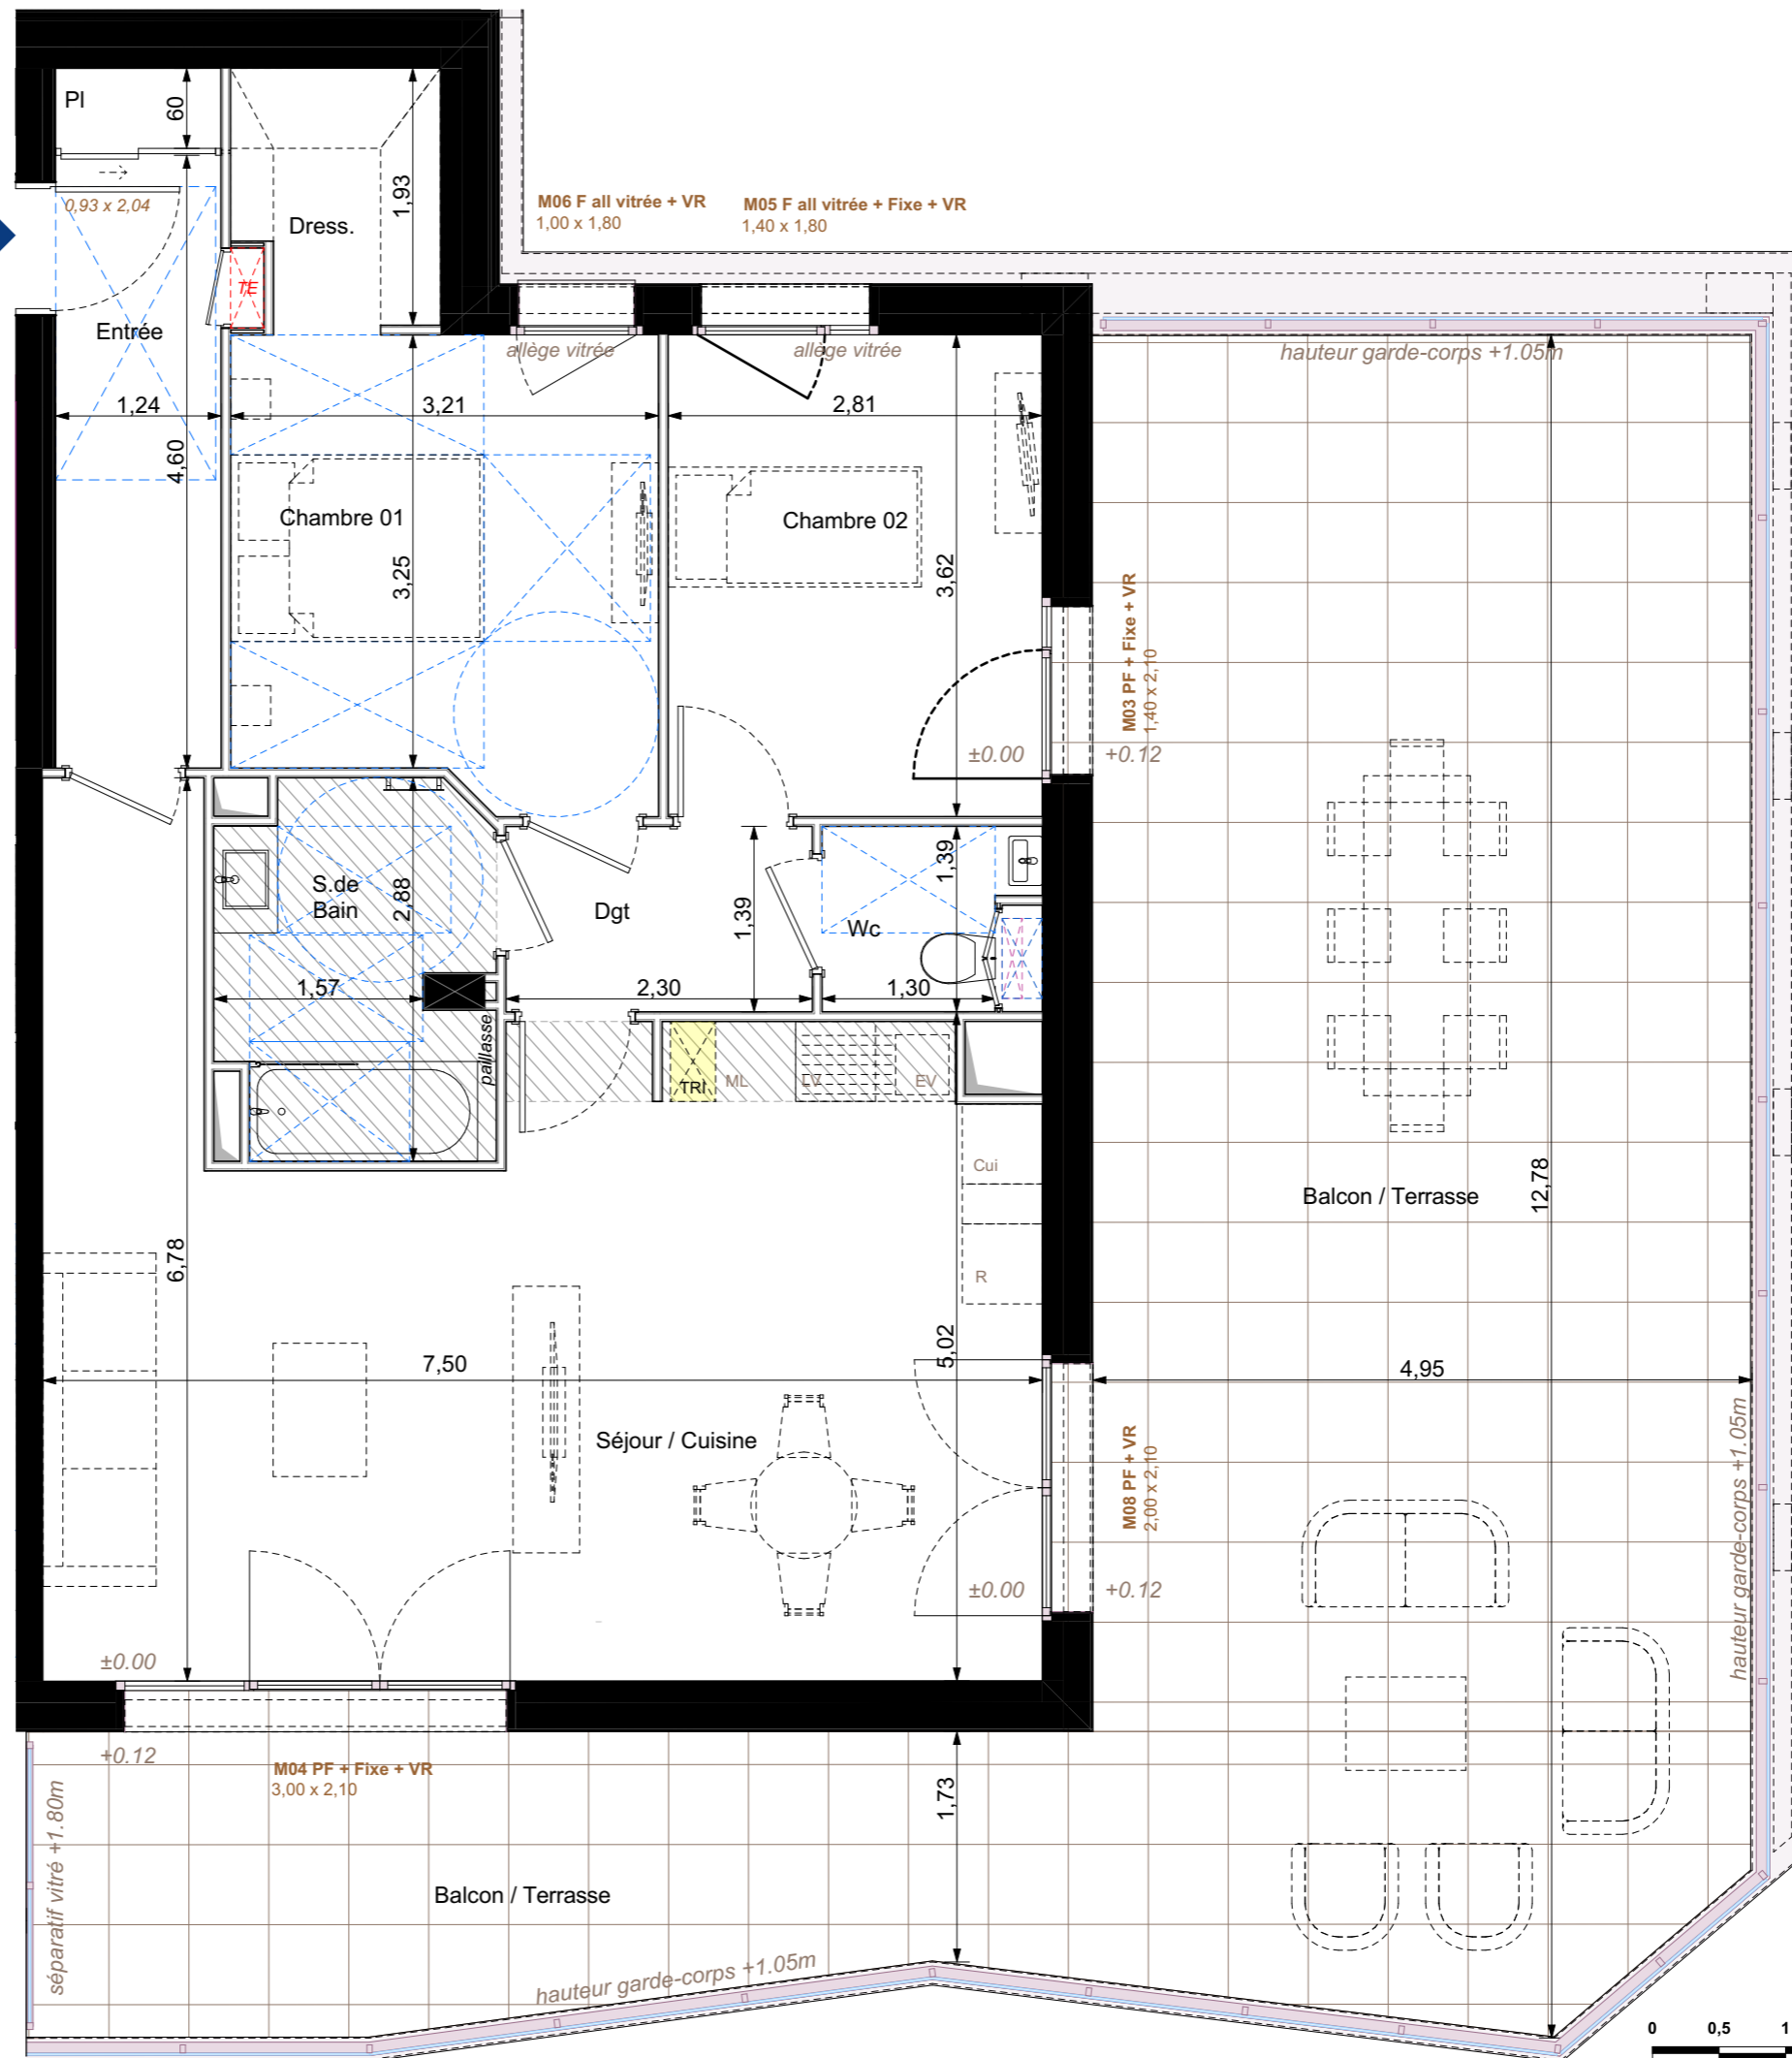 Pl
60
1,93
0,93 x 2,04
Dress.
M06 F all vitrée + VR
1,00 x 1,80
M05 F all vitrée + Fixe + VR
1,40 x 1,80
TE
Entrée
allège vitrée
allège vitrée
hauteur garde-corps +1.05m
1,24
3,21
2,81
4,60
Chambre 01
Chambre 02
3,25
3,62
M03 PF + Fixe + VR
1,40 x 2,10
±0.00
+0.12
S.de
Bain
2,88
Dgt
1,39
Wc
1,39
1,57
2,30
1,30
paillasse
TRI
ML
LV
EV
Cui
R
Balcon / Terrasse
12,78
6,78
7,50
5,02
4,95
Séjour / Cuisine
M08 PF + VR
2,00 x 2,10
hauteur garde-corps +1.05m
±0.00
+0.12
±0.00
+0.12
M04 PF + Fixe + VR
3,00 x 2,10
1,73
séparatif vitré +1.80m
Balcon / Terrasse
hauteur garde-corps +1.05m
0
0,5
1